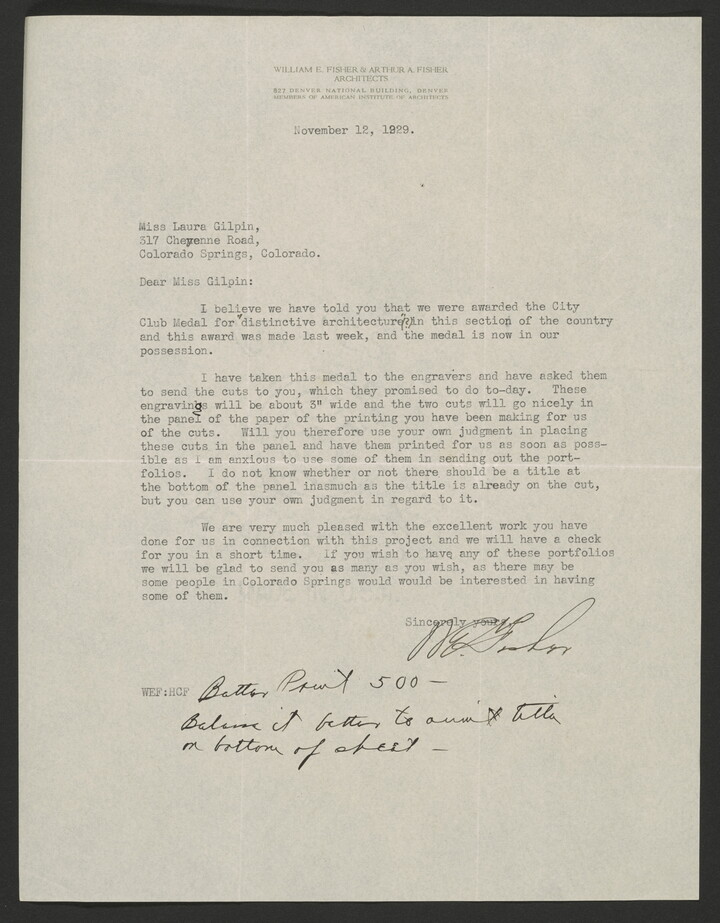 WILLIAM E. FISHER & ARTHUR A. FISHER
ARCHITECTS
827 DENVER NATIONAL BUILDING, DENVER
MEMBERS OF AMERICAN INSTITUTE OF ARCHITECTS
November 12, 1929.
Miss Laura Gilpin,
317 Cheyenne Road,
Colorado Springs, Colorado.
Dear Miss Gilpin:
I believe we have told you that we were awarded the City
Club Medal for "distinctive architecture"(?)in this section of the country
and this award was made last week, and the medal is now in our
possession.
I have taken this medal to the engravers and have asked them
to send the cuts to you, which they promised to do to-day. These
engravings will be about 3" wide and the two cuts will go nicely in
the panel of the paper of the printing you have been making for us
of the cuts. Will you therefore use your own judgment in placing
these cuts in the panel and have them printed for us as soon as poss-
ible as I am anxious to use some of them in sending out the port-
folios. I do not know whether or not there should be a title at
the bottom of the panel inasmuch as the title is already on the cut,
but you can use your own judgment in regard to it.
We are very much pleased with the excellent work you have
done for us in connection with this project and we will have a check
for you in a short time. If you wish to have any of these portfolios
we will be glad to send you as many as you wish, as there may be
some people in Colorado Springs would would be interested in having
some of them.
Sincerely yours,
W. E. Fisher
WEF:HCF Better Print 500 —
Believe it better to omit title
on bottom of sheet —